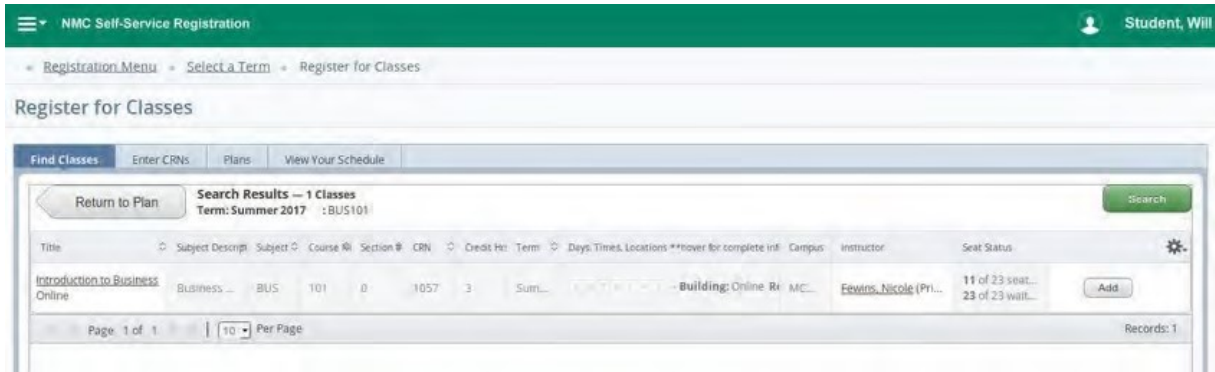 NMC Self-Service Registration
Student, Will
Registration Menu Select a Term Register for Classes
Register for Classes
Find Classes Enter CRNs Plans View Your Schedule
Return to Plan
Search Results — 1 Classes
Term: Summer 2017 : BUS101
Search
Title Subject Descripti Subject Course Section # CRN Credit Ho Term Days, Times, Locations **hover for complete inf Campus Instructor Seat Status
Introduction to Business
Online
Business ... BUS 101 0 1057 3 Sum... - Building: Online MC... Fewins, Nicole (Pri...
11 of 23 seat...
23 of 23 wait...
Add
Page 1 of 1 10 Per Page Records: 1